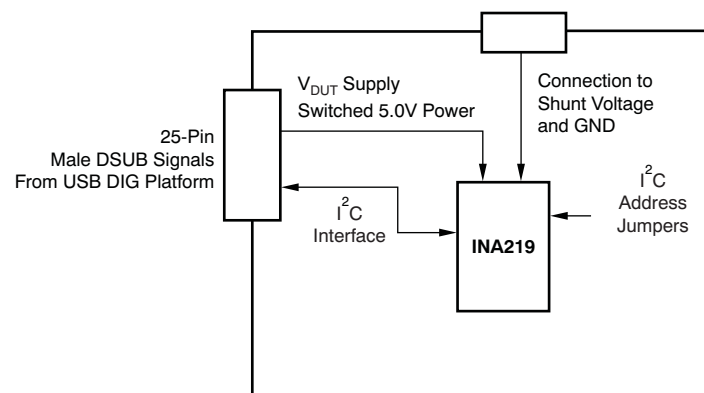 V_DUT Supply
Switched 5.0V Power
Connection to
Shunt Voltage
and GND
25-Pin
Male DSUB Signals
From USB DIG Platform
I²C
Interface
INA219
I²C
Address
Jumpers